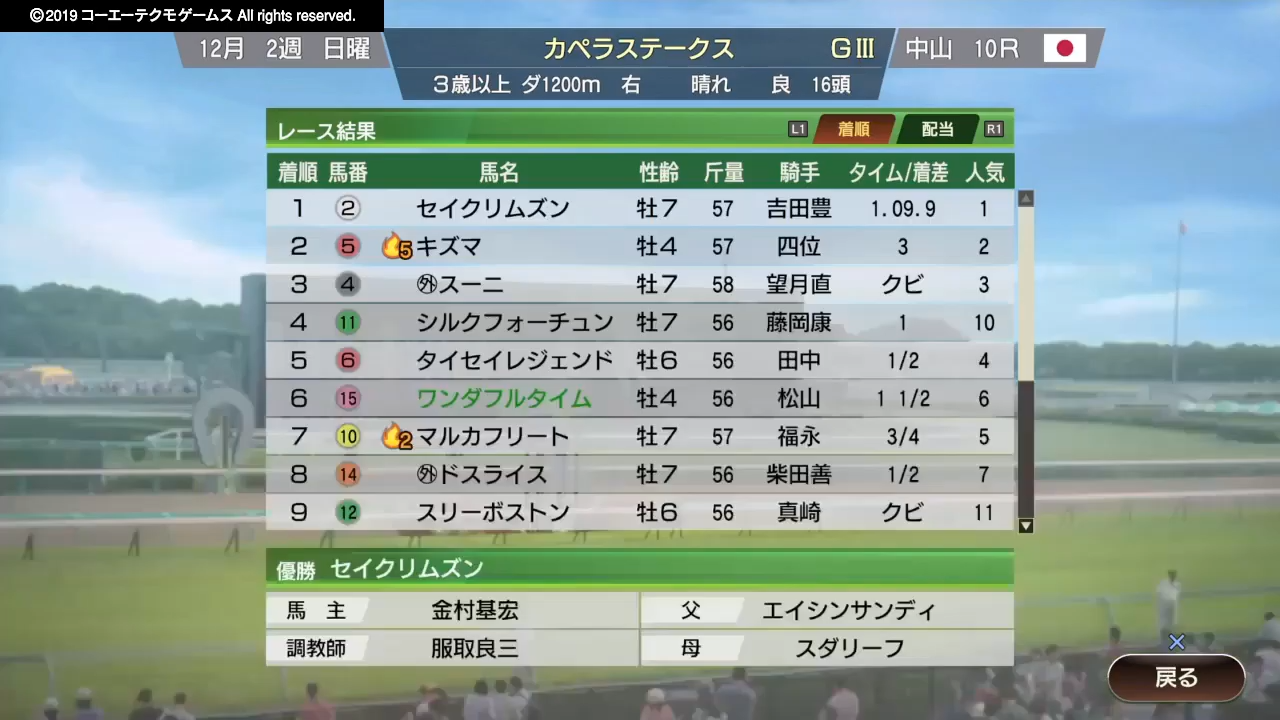 ©2019 コーエーテクモゲームス All rights reserved.
12月 2週 日曜 カペラステークス GⅢ 中山 10R
3歳以上 ダ1200m 右 晴れ 良 16頭
レース結果 L1 着順 配当 R1
着順 馬番 馬名 性齢 斤量 騎手 タイム/着差 人気
1 2 セイクリムズン 牡7 57 吉田豊 1.09.9 1
2 5 5 キズマ 牡4 57 四位 3 2
3 4 外 スーニ 牡7 58 望月直 クビ 3
4 11 シルクフォーチュン 牡7 56 藤岡康 1 10
5 6 タイセイレジェンド 牡6 56 田中 1/2 4
6 15 ワンダフルタイム 牡4 56 松山 1 1/2 6
7 10 2 マルカフリート 牡7 57 福永 3/4 5
8 14 外 ドスライス 牡7 56 柴田善 1/2 7
9 12 スリーボストン 牡6 56 真崎 クビ 11
優勝 セイクリムズン
馬主 金村基宏 父 エイシンサンディ
調教師 服取良三 母 スダリーフ
戻る